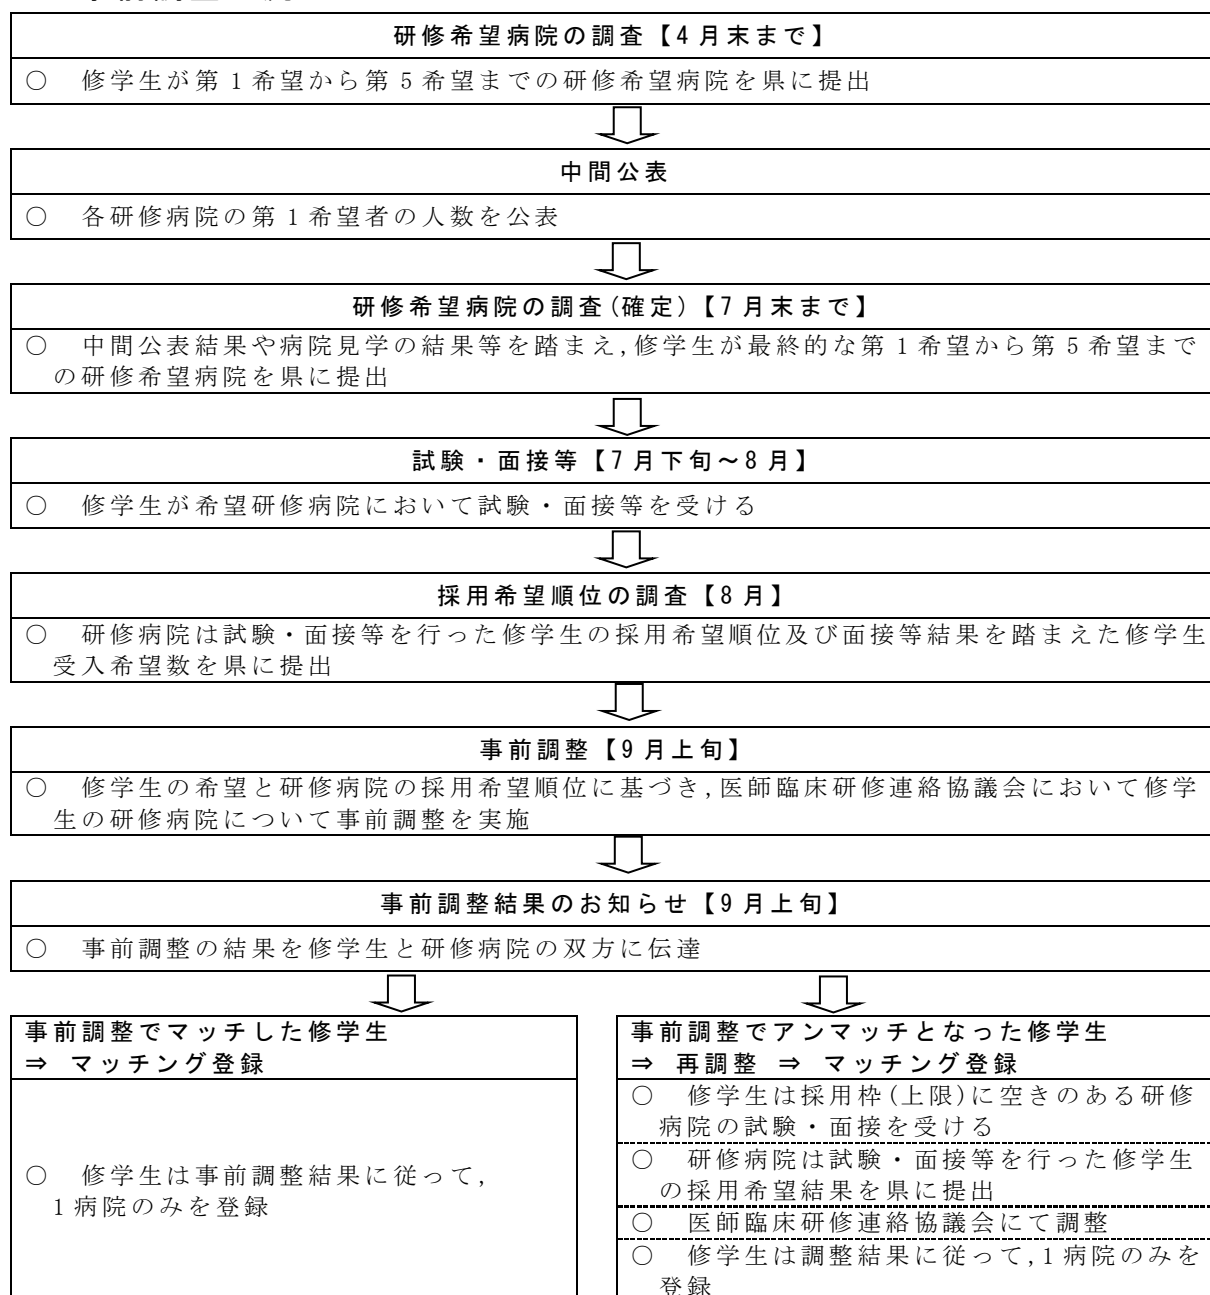 研修希望病院の調査【4月末まで】
○ 修学生が第1希望から第5希望までの研修希望病院を県に提出
中間公表
○ 各研修病院の第1希望者の人数を公表
研修希望病院の調査(確定)【7月末まで】
○ 中間公表結果や病院見学の結果等を踏まえ,修学生が最終的な第1希望から第5希望まで
の研修希望病院を県に提出
試験・面接等【7月下旬～8月】
○ 修学生が希望研修病院において試験・面接等を受ける
採用希望順位の調査【8月】
○ 研修病院は試験・面接等を行った修学生の採用希望順位及び面接等結果を踏まえた修学生
受入希望数を県に提出
事前調整【9月上旬】
○ 修学生の希望と研修病院の採用希望順位に基づき,医師臨床研修連絡協議会において修学
生の研修病院について事前調整を実施
事前調整結果のお知らせ【9月上旬】
○ 事前調整の結果を修学生と研修病院の双方に伝達
事前調整でマッチした修学生
⇒ マッチング登録
○ 修学生は事前調整結果に従って,
1病院のみを登録
事前調整でアンマッチとなった修学生
⇒ 再調整 ⇒ マッチング登録
○ 修学生は採用枠(上限)に空きのある研修
病院の試験・面接を受ける
○ 研修病院は試験・面接等を行った修学生
の採用希望結果を県に提出
○ 医師臨床研修連絡協議会にて調整
○ 修学生は調整結果に従って,1病院のみを
登録